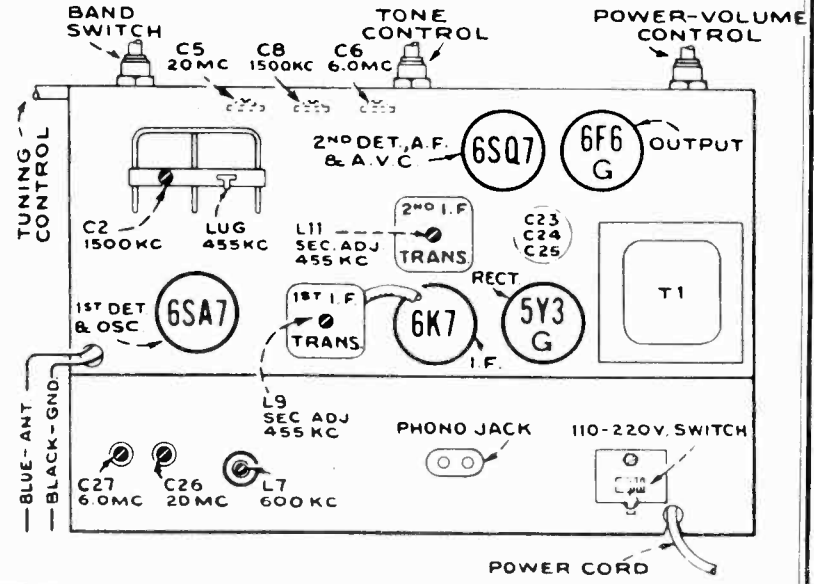 BAND
SWITCH
TONE
CONTROL
POWER-VOLUME
CONTROL
C5
20MC
C8
1500KC
C6
6.0MC
TUNING
CONTROL
2ND DET., A.F.
& A.V.C.
6SQ7
6F6
G
OUTPUT
C2
1500KC
LUG
455KC
L11
SEC. ADJ.
455 KC
2ND I.F
TRANS.
C23
C24
C25
T1
1ST DET
& OSC.
6SA7
1ST I.F.
TRANS.
6K7
I.F.
RECT.
5Y3
G
L9
SEC ADJ
455 KC
BLUE-ANT.
BLACK-GND.
C27
6.0MC
C26
20MC
L7
600KC
PHONO JACK
110-220V. SWITCH
POWER CORD